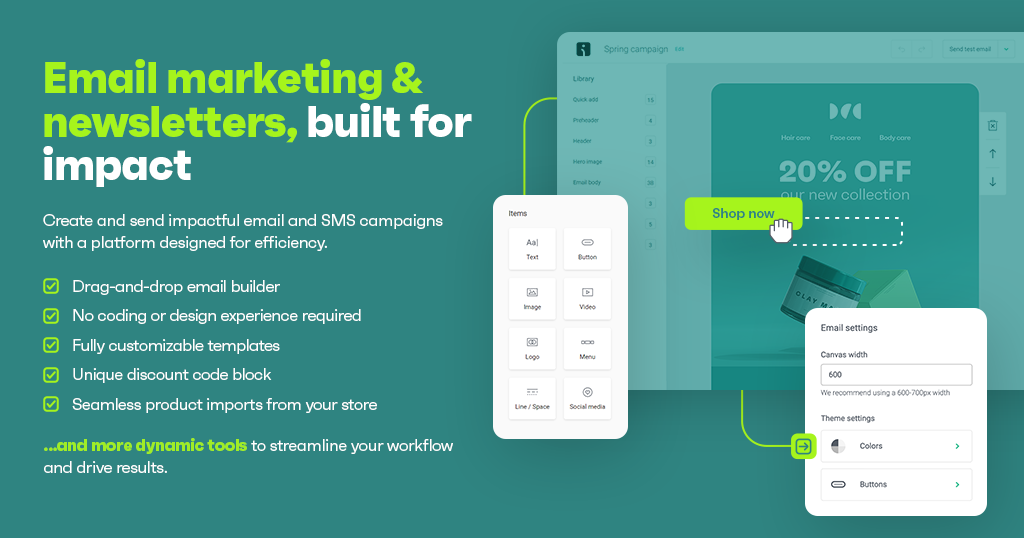 Email marketing &
newsletters, built for
impact
Create and send impactful email and SMS campaigns
with a platform designed for efficiency.
Drag-and-drop email builder
No coding or design experience required
Fully customizable templates
Unique discount code block
Seamless product imports from your store
...and more dynamic tools to streamline your workflow
and drive results.
Spring campaign Edit
Send test email
Library
Quick add 15
Preheader 4
Header 9
Hero image 14
Email body 30
3
5
3
Hair care Face care Body care
20% OFF
our new collection
Shop now
Items
Aa|
Text Button
Image Video
Logo Menu
Line / Space Social media
Email settings
Canvas width
600
We recommend using a 600-700px width
Theme settings
Colors
Buttons